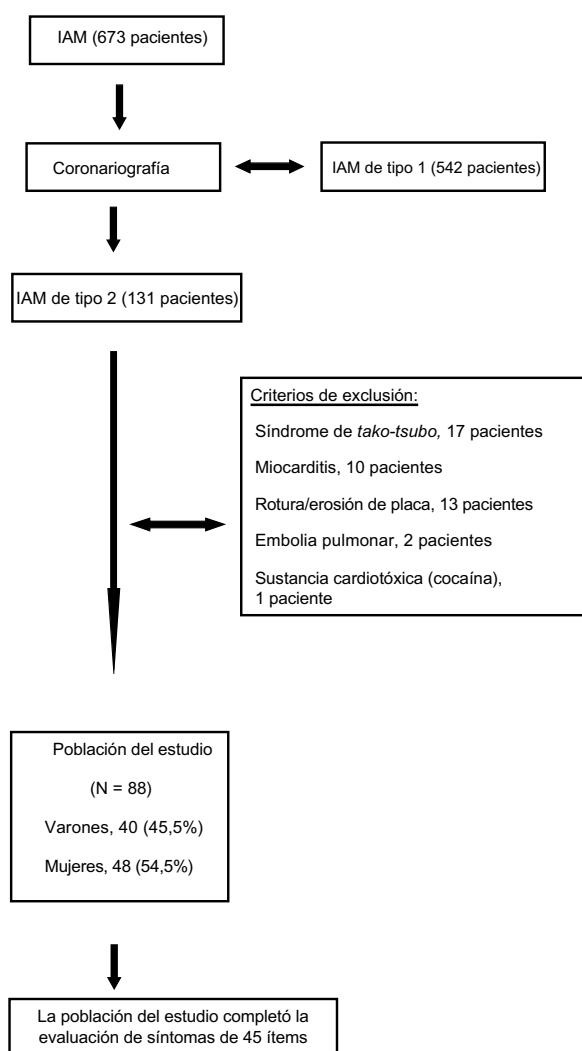 IAM (673 pacientes)
Coronariografía
IAM de tipo 1 (542 pacientes)
IAM de tipo 2 (131 pacientes)
Criterios de exclusión:
Síndrome de tako-tsubo, 17 pacientes
Miocarditis, 10 pacientes
Rotura/erosión de placa, 13 pacientes
Embolia pulmonar, 2 pacientes
Sustancia cardiotóxica (cocaína),
1 paciente
Población del estudio
(N = 88)
Varones, 40 (45,5%)
Mujeres, 48 (54,5%)
La población del estudio completó la
evaluación de síntomas de 45 ítems